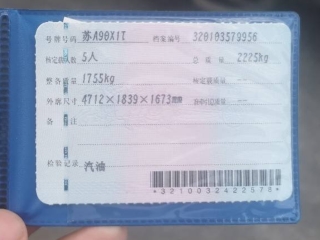 号牌号码 苏A90X1T 档案编号 320103579956
核定载人数 5人 总质量 2225kg
整备质量 1755kg 核定载质量 --
外廓尺寸 4712×1839×1673mm 准牵引总质量 --
备注
检验记录 汽油
*3210032422578*